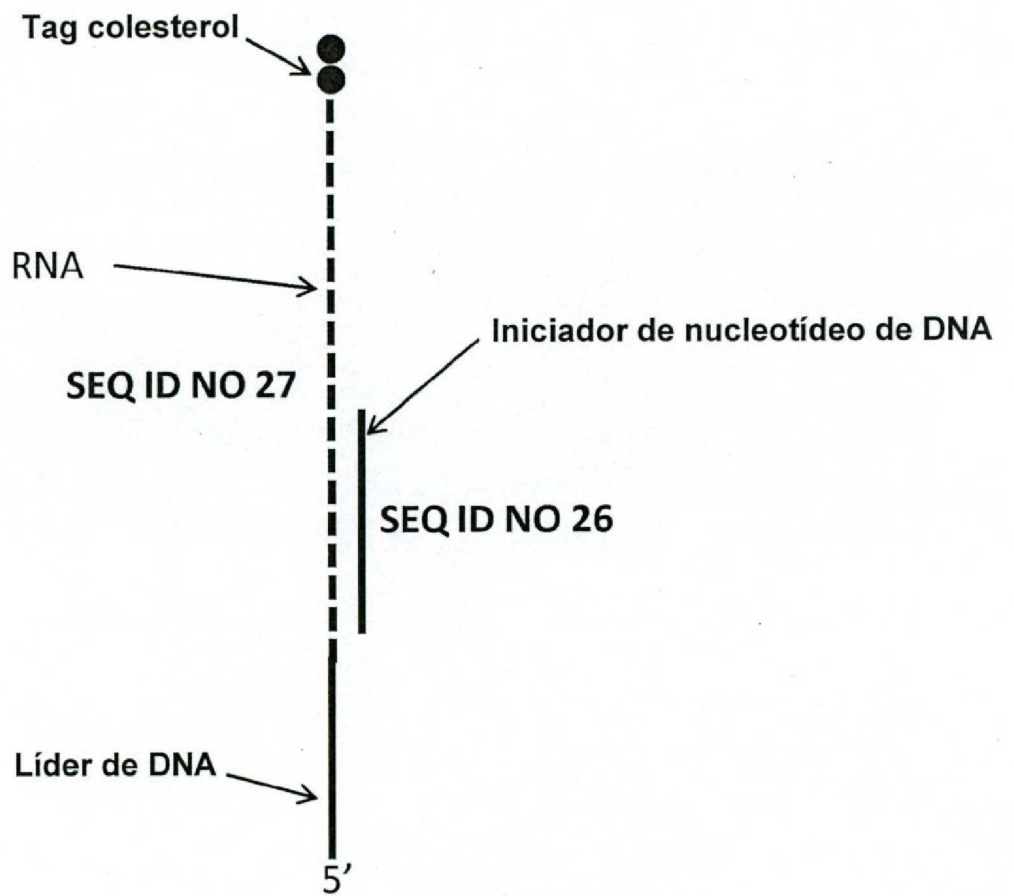 Tag colesterol
RNA
Iniciador de nucleotídeo de DNA
SEQ ID NO 27
SEQ ID NO 26
Líder de DNA
5'